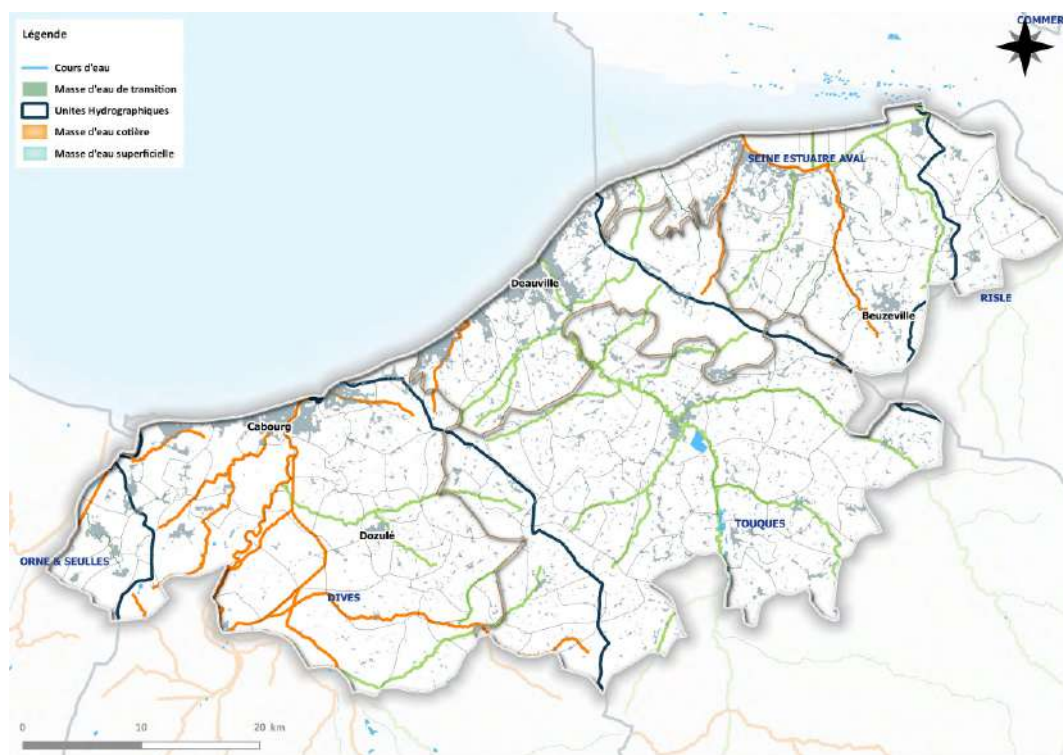 Légende
Cours d'eau
Masse d'eau de transition
Unites Hydrographiques
Masse d'eau cotière
Masse d'eau superficielle
COMMER
SEINE ESTUAIRE AVAL
Deauville
RISLE
Beuzeville
Cabourg
TOUQUES
Dozulé
ORNE & SEULLES
DIVES
0 10 20 km